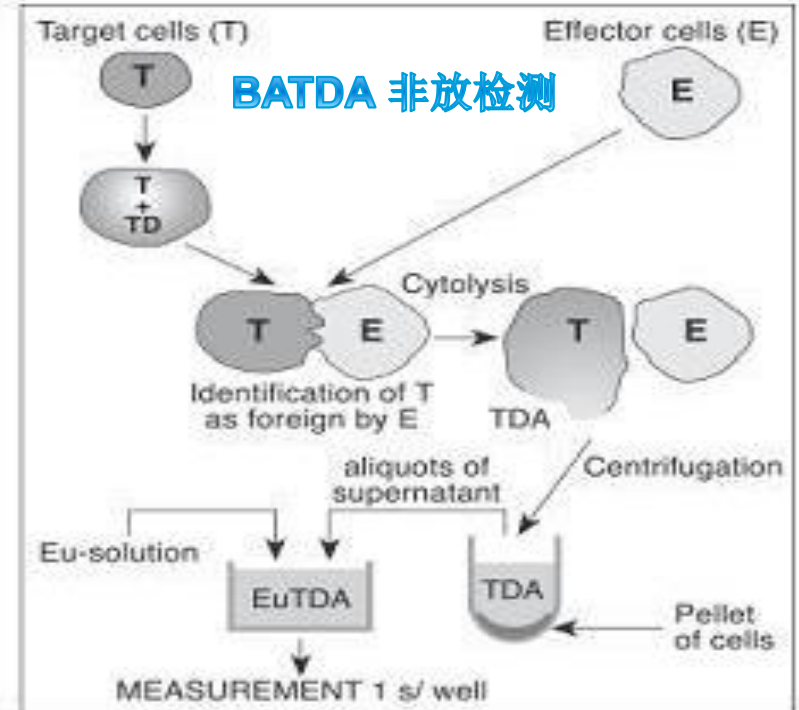 Target cells (T)
Effector cells (E)
BATDA 非放检测
T
E
T
+
TD
Cytolysis
T
E
T
E
Identification of T
as foreign by E
TDA
aliquots of
supernatant
Centrifugation
Eu-solution
EuTDA
TDA
Pellet
of cells
MEASUREMENT 1 s/ well